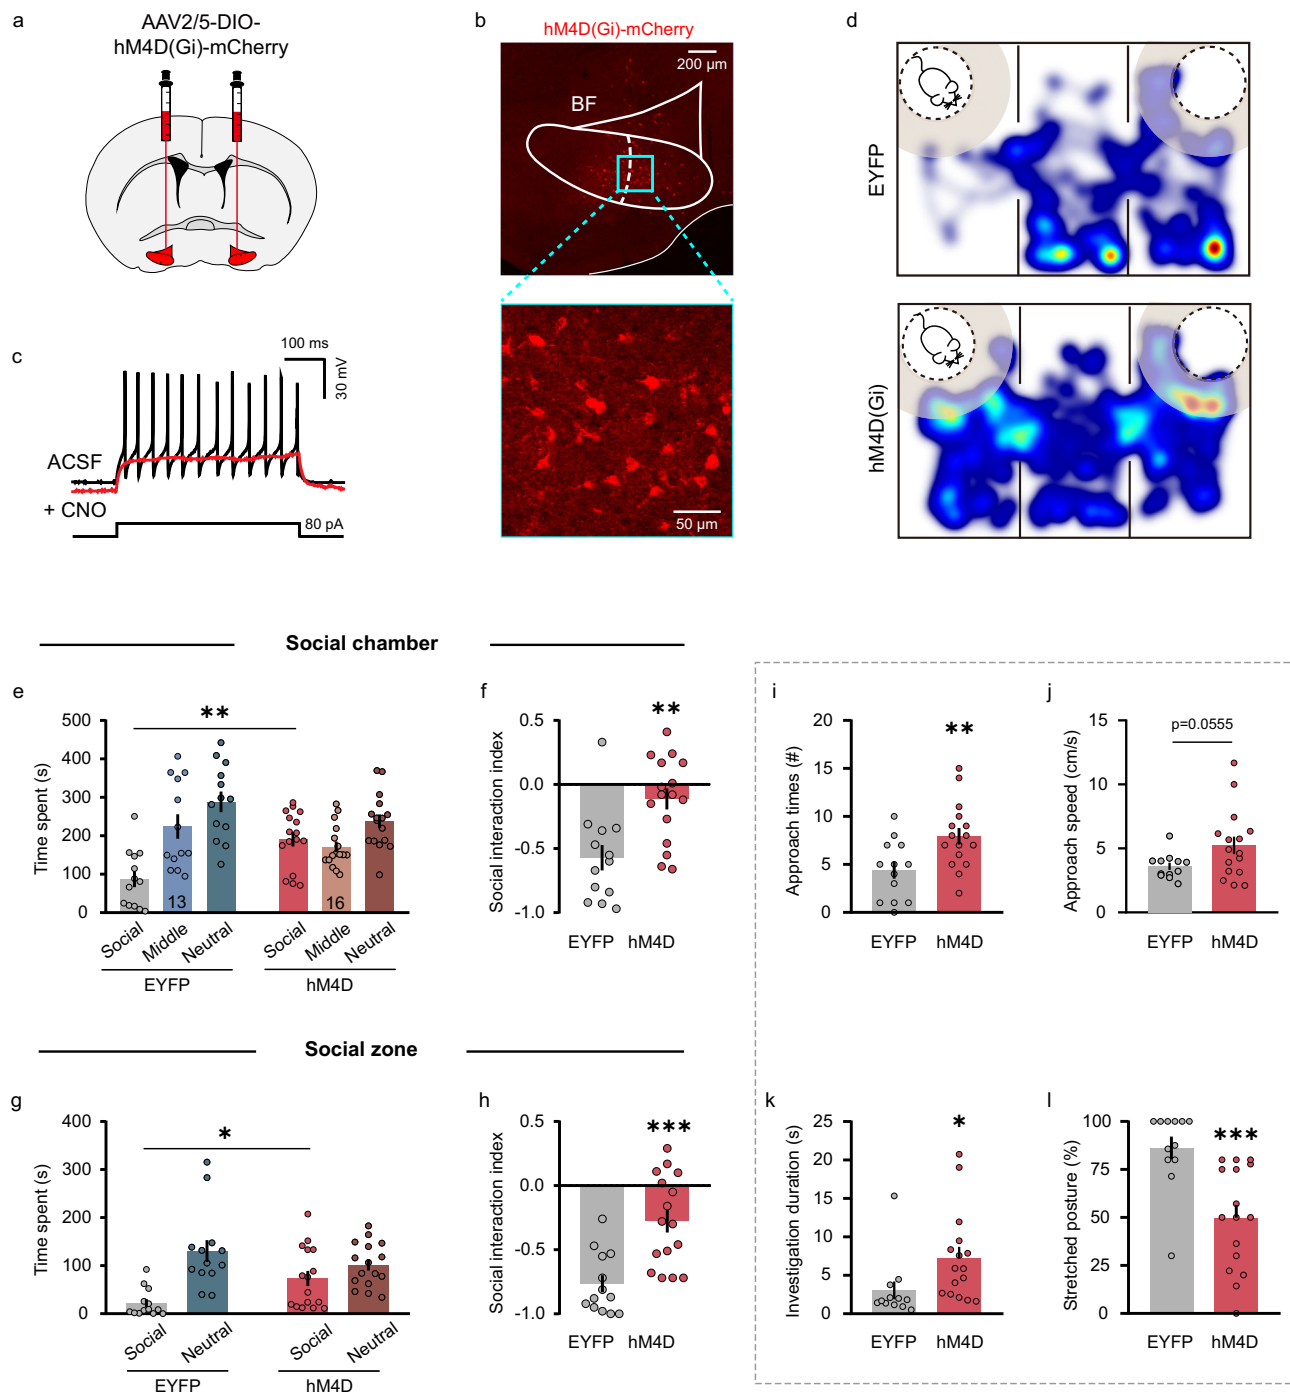 a
AAV2/5-DIO-
hM4D(Gi)-mCherry
b
hM4D(Gi)-mCherry
200 µm
BF
50 µm
c
100 ms
30 mV
ACSF
+ CNO
80 pA
d
EYFP
hM4D(Gi)
Social chamber
e
Time spent (s)
500
400
300
200
100
0
13
16
Social
Middle
Neutral
Social
Middle
Neutral
EYFP
hM4D
**
f
Social interaction index
0.5
0.0
-0.5
-1.0
**
EYFP hM4D
Social zone
g
Time spent (s)
400
300
200
100
0
*
Social
Neutral
Social
Neutral
EYFP
hM4D
h
Social interaction index
0.5
0.0
-0.5
-1.0
***
EYFP hM4D
i
Approach times (#)
20
15
10
5
0
**
EYFP hM4D
j
Approach speed (cm/s)
15
10
5
0
p=0.0555
EYFP hM4D
k
Investigation duration (s)
25
20
15
10
5
0
*
EYFP hM4D
l
Stretched posture (%)
100
75
50
25
0
***
EYFP hM4D